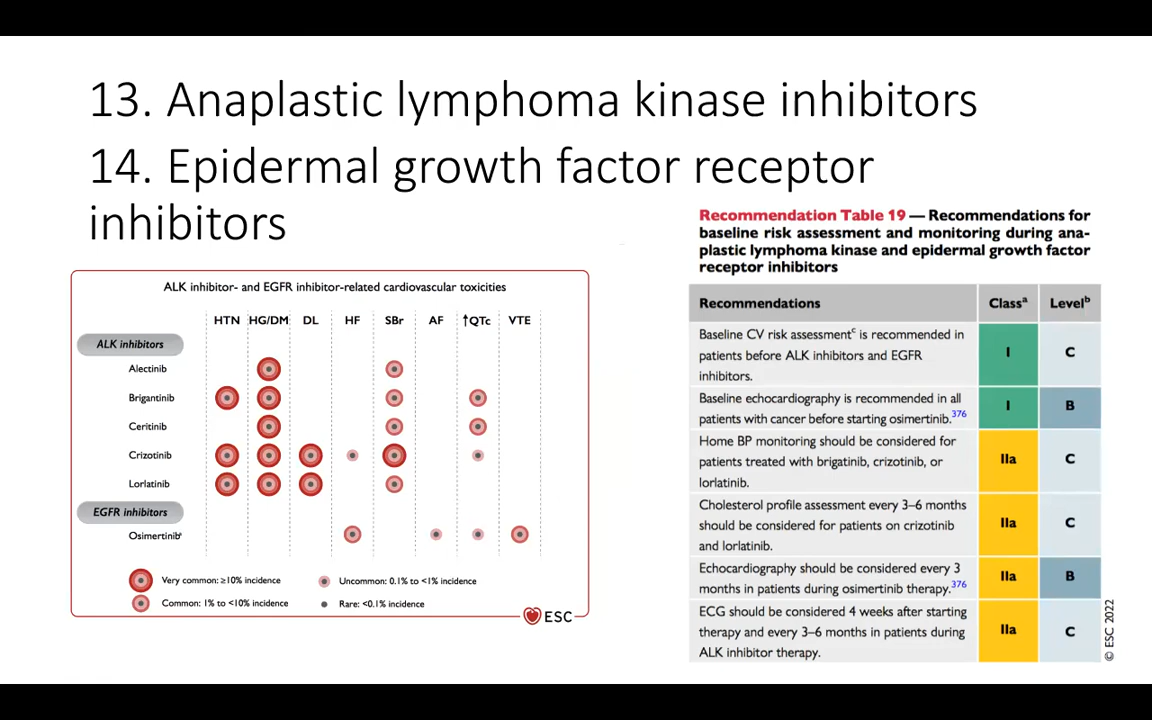 13. Anaplastic lymphoma kinase inhibitors
14. Epidermal growth factor receptor
inhibitors
ALK inhibitor- and EGFR inhibitor-related cardiovascular toxicities
HTN HG/DM DL HF SBr AF ↑QTc VTE
ALK inhibitors
Alectinib
Brigantinib
Ceritinib
Crizotinib
Lorlatinib
EGFR inhibitors
Osimertinibᵃ
Very common: ≥10% incidence
Uncommon: 0.1% to <1% incidence
Common: 1% to <10% incidence
Rare: <0.1% incidence
ESC
Recommendation Table 19 — Recommendations for
baseline risk assessment and monitoring during ana-
plastic lymphoma kinase and epidermal growth factor
receptor inhibitors
Recommendations Classᵃ Levelᵇ
Baseline CV risk assessmentᶜ is recommended in
patients before ALK inhibitors and EGFR
inhibitors.
I C
Baseline echocardiography is recommended in all
patients with cancer before starting osimertinib.³⁷⁶
I B
Home BP monitoring should be considered for
patients treated with brigatinib, crizotinib, or
lorlatinib.
IIa C
Cholesterol profile assessment every 3–6 months
should be considered for patients on crizotinib
and lorlatinib.
IIa C
Echocardiography should be considered every 3
months in patients during osimertinib therapy.³⁷⁶
IIa B
ECG should be considered 4 weeks after starting
therapy and every 3–6 months in patients during
ALK inhibitor therapy.
IIa C
© ESC 2022